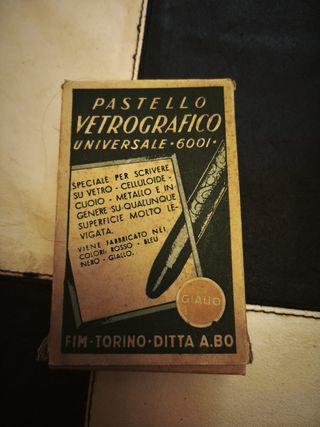 PASTELLO
VETROGRAFICO
UNIVERSALE·6001·
SPECIALE PER SCRIVERE
SU VETRO - CELLULOIDE -
CUOIO - METALLO E IN
GENERE SU QUALUNQUE
SUPERFICIE MOLTO LE-
VIGATA.
VIENE FABBRICATO NEI
COLORI: ROSSO - BLEU
NERO - GIALLO.
GIALLO
FIM-TORINO·DITTA A.BO